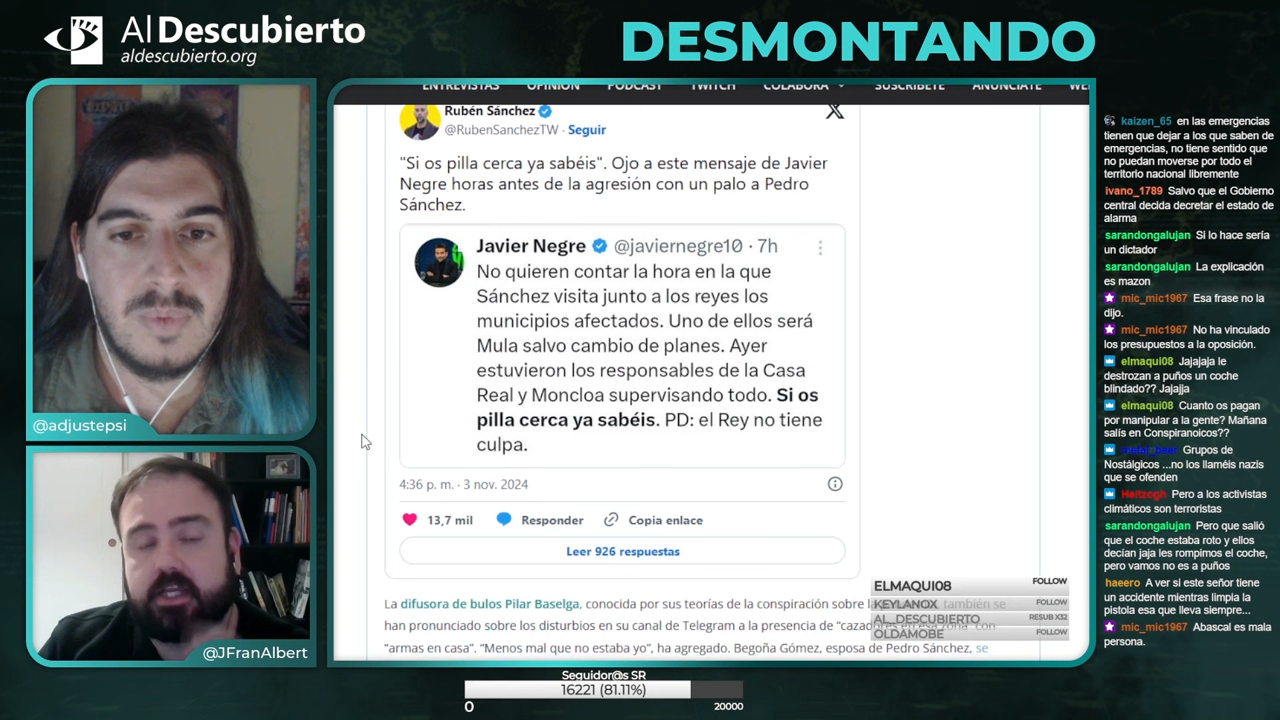 Al Descubierto
aldescubierto.org
DESMONTANDO
@adjustepsi
@JFranAlbert
ENTREVISTAS OPINIÓN PODCAST TWITCH COLABORA SUSCRÍBETE ANÚNCIATE
Rubén Sánchez
@RubenSanchezTW · Seguir
"Si os pilla cerca ya sabéis". Ojo a este mensaje de Javier
Negre horas antes de la agresión con un palo a Pedro
Sánchez.
Javier Negre @javiernegre10 · 7h
No quieren contar la hora en la que
Sánchez visita junto a los reyes los
municipios afectados. Uno de ellos será
Mula salvo cambio de planes. Ayer
estuvieron los responsables de la Casa
Real y Moncloa supervisando todo. Si os
pilla cerca ya sabéis. PD: el Rey no tiene
culpa.
4:36 p. m. · 3 nov. 2024
13,7 mil Responder Copia enlace
Leer 926 respuestas
La difusora de bulos Pilar Baselga, conocida por sus teorías de la conspiración sobre también se
han pronunciado sobre los disturbios en su canal de Telegram a la presencia de "cazadores en esa zona" con
"armas en casa". "Menos mal que no estaba yo", ha agregado. Begoña Gómez, esposa de Pedro Sánchez, se
ELMAQUI08 FOLLOW
KEYLANOX FOLLOW
AL_DESCUBIERTO RESUB X32
OLDAMOBE FOLLOW
kaizen_65 en las emergencias
tienen que dejar a los que saben de
emergencias, no tiene sentido que
no puedan moverse por todo el
territorio nacional libremente
ivano_1789 Salvo que el Gobierno
central decida decretar el estado de
alarma
sarandongalujan Si lo hace sería
un dictador
sarandongalujan La explicación
es mazon
mic_mic1967 Esa frase no la
dijo.
mic_mic1967 No ha vinculado
los presupuestos a la oposición.
elmaqui08 Jajajaja le
destrozan a puños un coche
blindado?? Jajajja
elmaqui08 Cuanto os pagan
por manipular a la gente? Mañana
salís en Conspiranoicos??
Grupos de
Nostálgicos ...no los llaméis nazis
que se ofenden
Heitzogh Pero a los activistas
climáticos son terroristas
sarandongalujan Pero que salió
que el coche estaba roto y ellos
decían jaja les rompimos el coche,
pero vamos no es a puños
haeero A ver si este señor tiene
un accidente mientras limpia la
pistola esa que lleva siempre...
mic_mic1967 Abascal es mala
persona.
Seguidor@s SR
16221 (81.11%)
0 20000